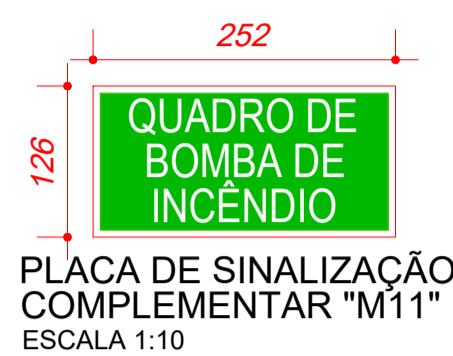 252
126
QUADRO DE
BOMBA DE
INCÊNDIO
PLACA DE SINALIZAÇÃO
COMPLEMENTAR "M11"
ESCALA 1:10